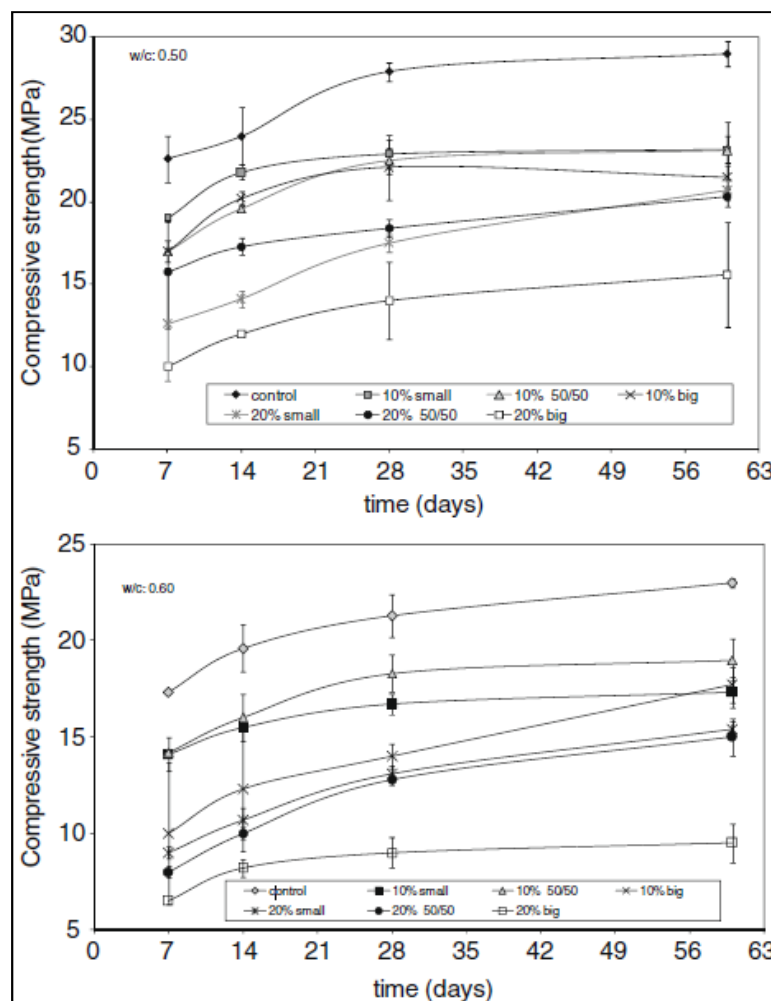 30
25
20
15
10
5
Compressive strength (MPa)
w/c: 0.50
control 10% small 10% 50/50 10% big
20% small 20% 50/50 20% big
0 7 14 21 28 35 42 49 56 63
time (days)
25
20
15
10
5
Compressive strength (MPa)
w/c: 0.60
control 10% small 10% 50/50 10% big
20% small 20% 50/50 20% big
0 7 14 21 28 35 42 49 56 63
time (days)